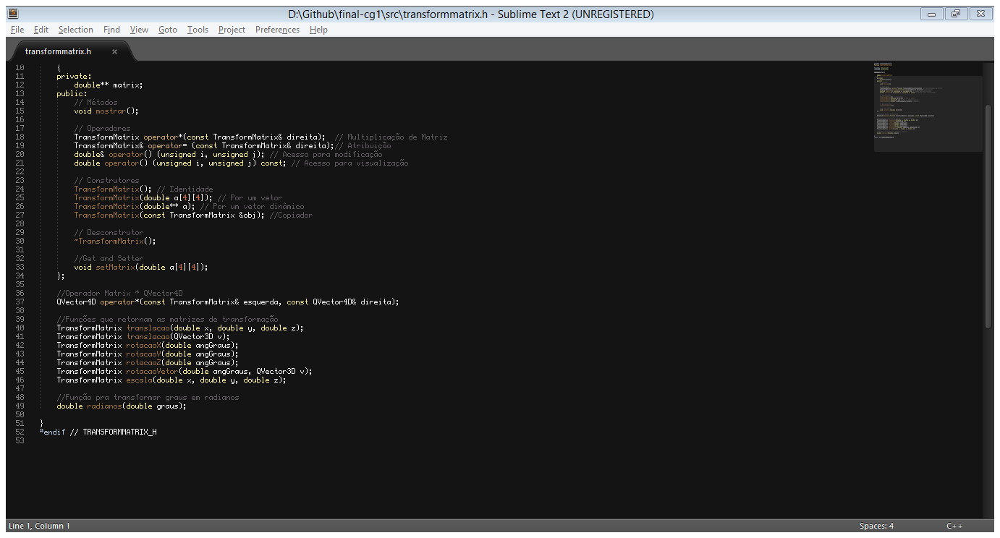 D:\Github\final-cg1\src\transformmatrix.h - Sublime Text 2 (UNREGISTERED)
File Edit Selection Find View Goto Tools Project Preferences Help
transformmatrix.h ×
10 {
11 private:
12 double** matrix;
13 public:
14 // Métodos
15 void mostrar();
16
17 // Operadores
18 TransformMatrix operator*(const TransformMatrix& direita); // Multiplicação de Matriz
19 TransformMatrix& operator= (const TransformMatrix& direita);// Atribuição
20 double& operator() (unsigned i, unsigned j); // Acesso para modificação
21 double operator() (unsigned i, unsigned j) const; // Acesso para visualização
22
23 // Construtores
24 TransformMatrix(); // Identidade
25 TransformMatrix(double a[4][4]); // Por um vetor
26 TransformMatrix(double** a); // Por um vetor dinâmico
27 TransformMatrix(const TransformMatrix &obj); //Copiador
28
29 // Desconstrutor
30 ~TransformMatrix();
31
32 //Get and Setter
33 void setMatrix(double a[4][4]);
34 };
35
36 //Operador Matrix * QVector4D
37 QVector4D operator*(const TransformMatrix& esquerda, const QVector4D& direita);
38
39 //Funções que retornam as matrizes de transformação
40 TransformMatrix translacao(double x, double y, double z);
41 TransformMatrix translacao(QVector3D v);
42 TransformMatrix rotacaoX(double angGraus);
43 TransformMatrix rotacaoY(double angGraus);
44 TransformMatrix rotacaoZ(double angGraus);
45 TransformMatrix rotacaoVetor(double angGraus, QVector3D v);
46 TransformMatrix escala(double x, double y, double z);
47
48 //Função pra transformar graus em radianos
49 double radianos(double graus);
50
51 }
52 #endif // TRANSFORMMATRIX_H
53
Line 1, Column 1 Spaces: 4 C++